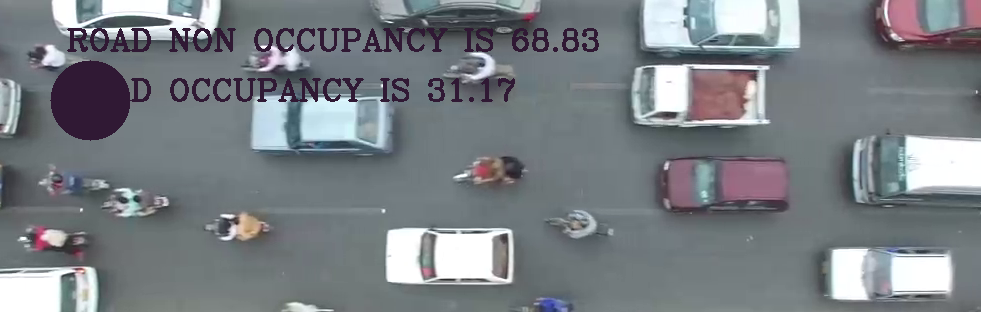 ROAD NON OCCUPANCY IS 68.83
D OCCUPANCY IS 31.17